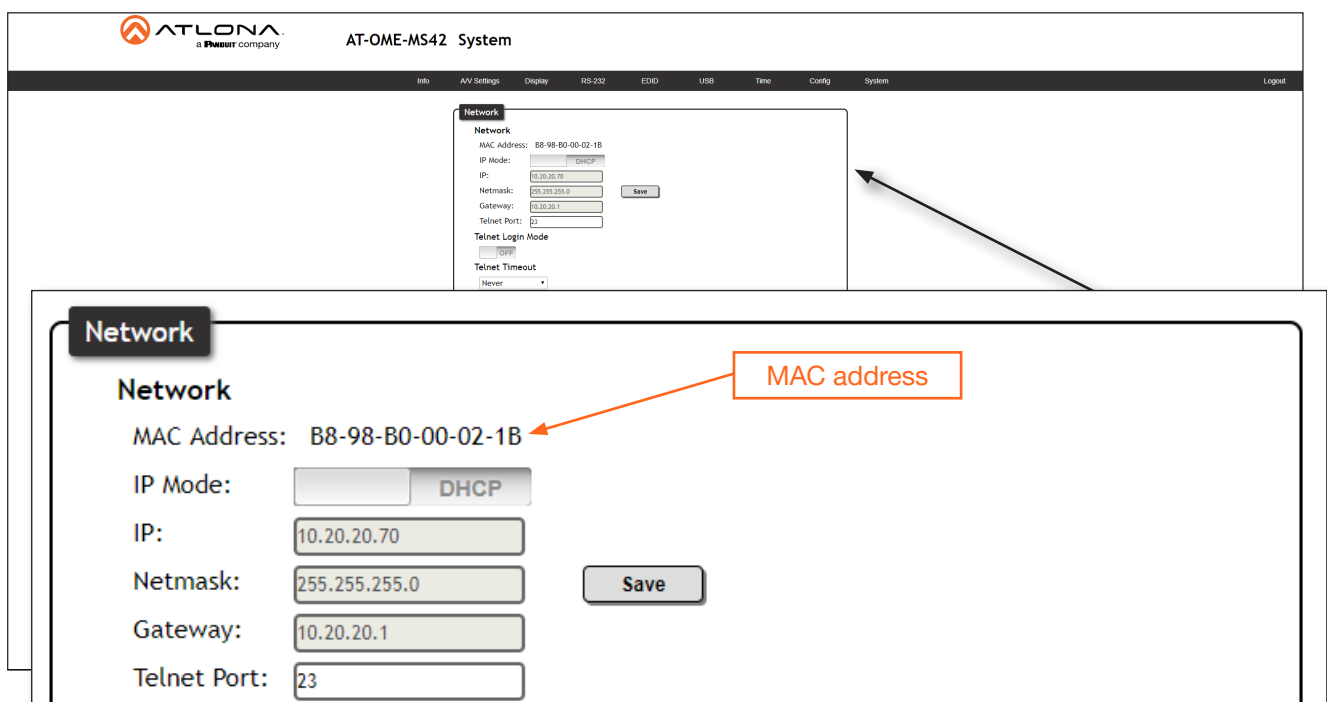 ATLONA.
a PANDUIT company
AT-OME-MS42 System
Info A/V Settings Display RS-232 EDID USB Time Config System Logout
Network
Network
MAC Address: B8-98-B0-00-02-1B
IP Mode: DHCP
IP: 10.20.20.70
Netmask: 255.255.255.0 Save
Gateway: 10.20.20.1
Telnet Port: 23
Telnet Login Mode
OFF
Telnet Timeout
Never
Network
Network
MAC address
MAC Address: B8-98-B0-00-02-1B
IP Mode: DHCP
IP: 10.20.20.70
Netmask: 255.255.255.0 Save
Gateway: 10.20.20.1
Telnet Port: 23